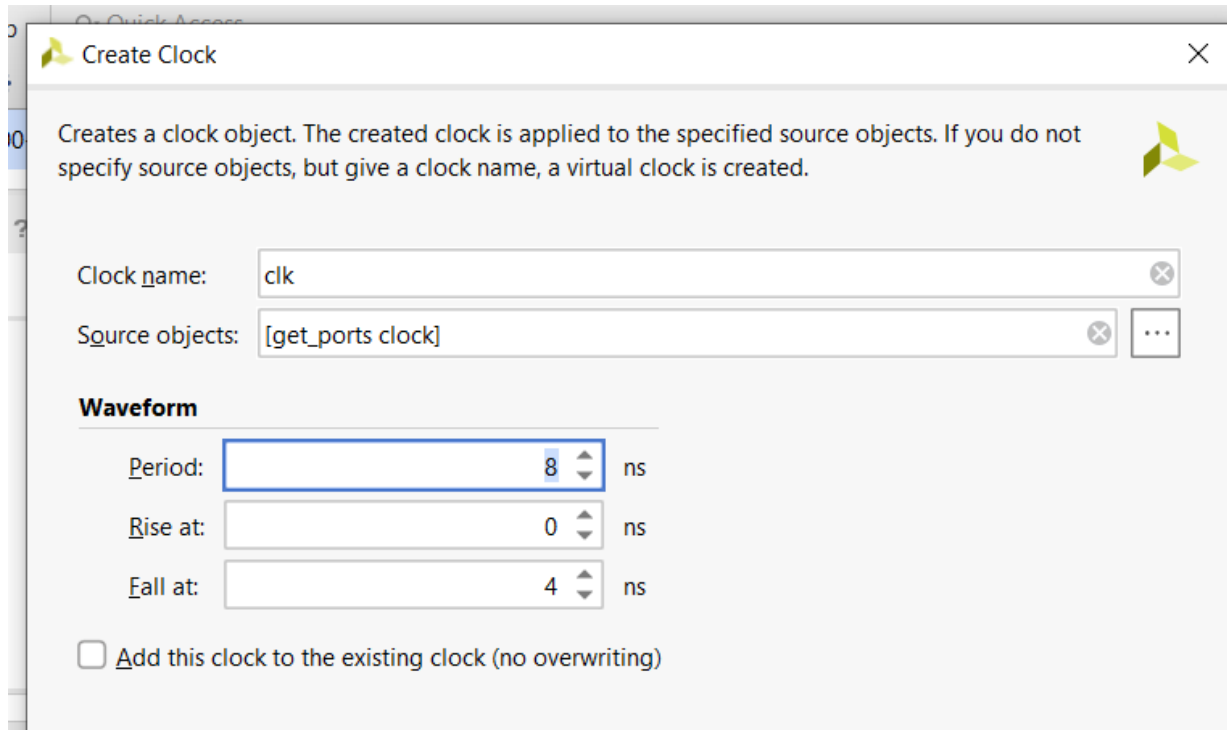 Quick Access
Create Clock
Creates a clock object. The created clock is applied to the specified source objects. If you do not
specify source objects, but give a clock name, a virtual clock is created.
?
Clock name: clk
Source objects: [get_ports clock] ...
Waveform
Period: 8 ns
Rise at: 0 ns
Fall at: 4 ns
Add this clock to the existing clock (no overwriting)